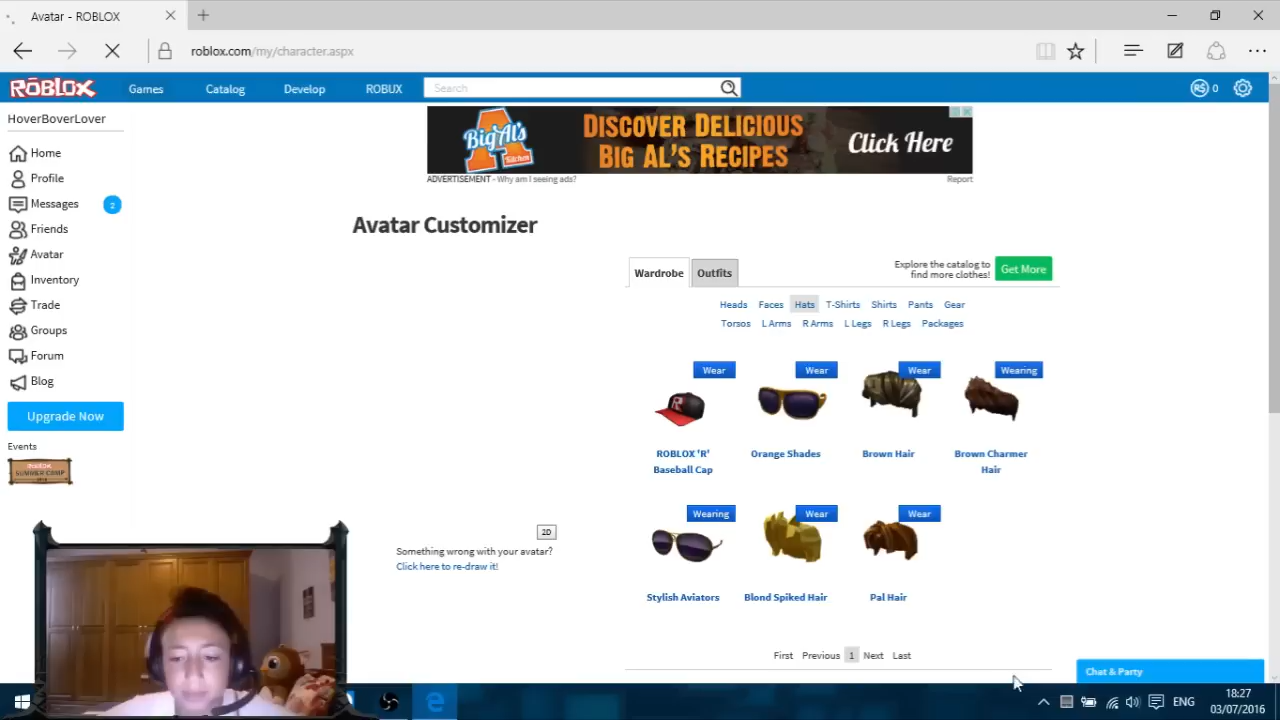 Avatar - ROBLOX
roblox.com/my/character.aspx
ROBLOX
Games
Catalog
Develop
ROBUX
Search
R$ 0
HoverBoverLover
Home
Profile
Messages
2
Friends
Avatar
Inventory
Trade
Groups
Forum
Blog
Upgrade Now
Events
ROBLOX
SUMMER CAMP
BIG Al's
Kitchen
DISCOVER DELICIOUS
BIG AL'S RECIPES
Click Here
ADVERTISEMENT - Why am I seeing ads?
Report
Avatar Customizer
Wardrobe
Outfits
Explore the catalog to
find more clothes!
Get More
Heads Faces Hats T-Shirts Shirts Pants Gear
Torsos L Arms R Arms L Legs R Legs Packages
Wear
Wear
Wear
Wearing
R
ROBLOX 'R'
Baseball Cap
Orange Shades
Brown Hair
Brown Charmer
Hair
Wearing
Wear
Wear
Stylish Aviators
Blond Spiked Hair
Pal Hair
2D
Something wrong with your avatar?
Click here to re-draw it!
First Previous 1 Next Last
Chat & Party
ENG
18:27
03/07/2016